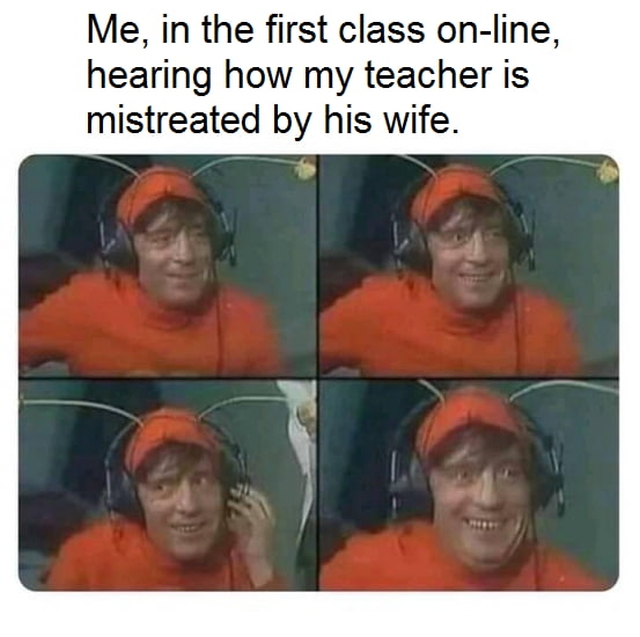 Me, in the first class on-line,
hearing how my teacher is
mistreated by his wife.